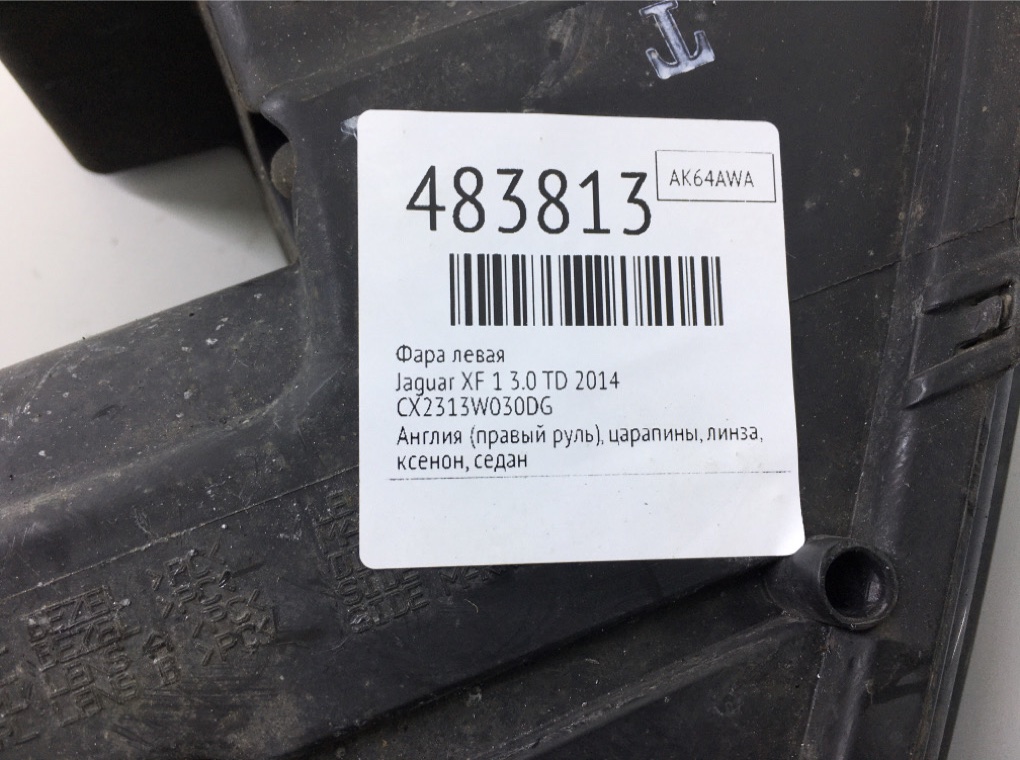 483813
AK64AWA
Фара левая
Jaguar XF 1 3.0 TD 2014
CX2313W030DG
Англия (правый руль), царапины, линза,
ксенон, седан